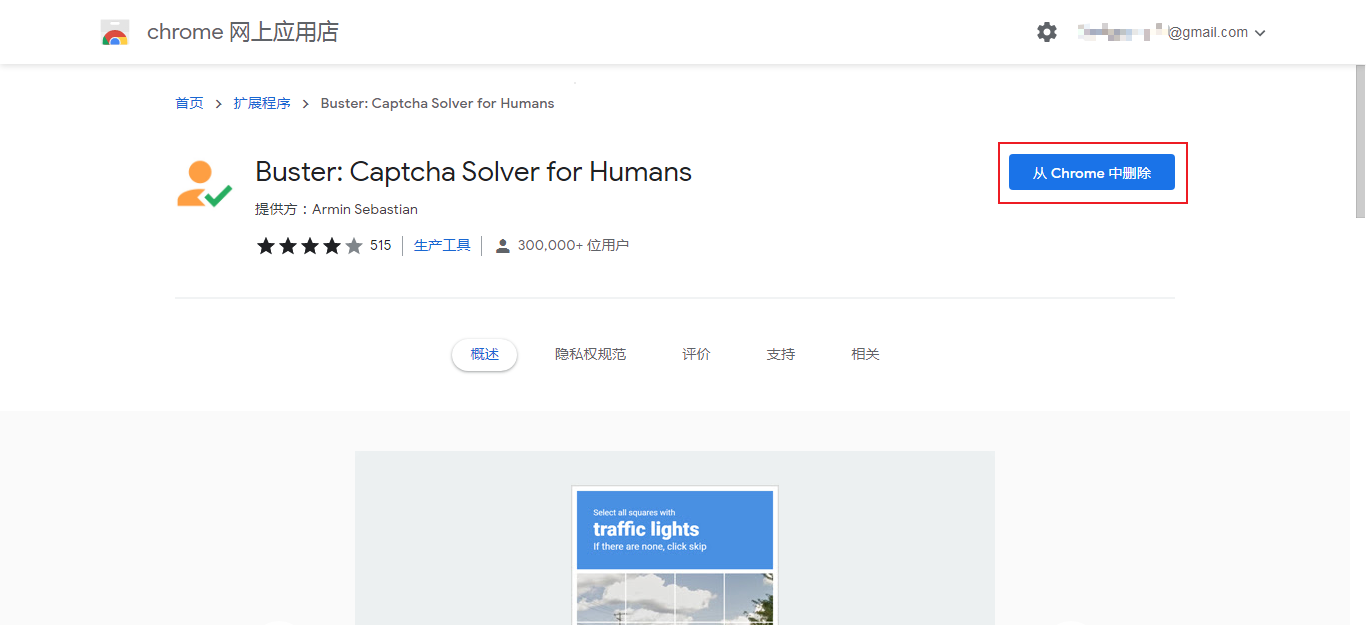 chrome 网上应用店
@gmail.com
首页 > 扩展程序 > Buster: Captcha Solver for Humans
Buster: Captcha Solver for Humans
从 Chrome 中删除
提供方：Armin Sebastian
515 生产工具 300,000+ 位用户
概述 隐私权规范 评价 支持 相关
Select all squares with
traffic lights
If there are none, click skip